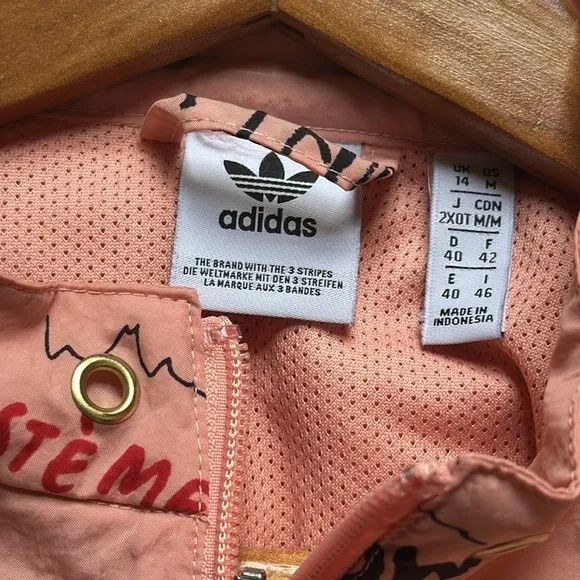 adidas
THE BRAND WITH THE 3 STRIPES
DIE WELTMARKE MIT DEN 3 STREIFEN
LA MARQUE AUX 3 BANDES
UK US
14 M
J CDN
2XOT M/M
D F
40 42
E I
40 46
MADE IN
INDONESIA
STÈME